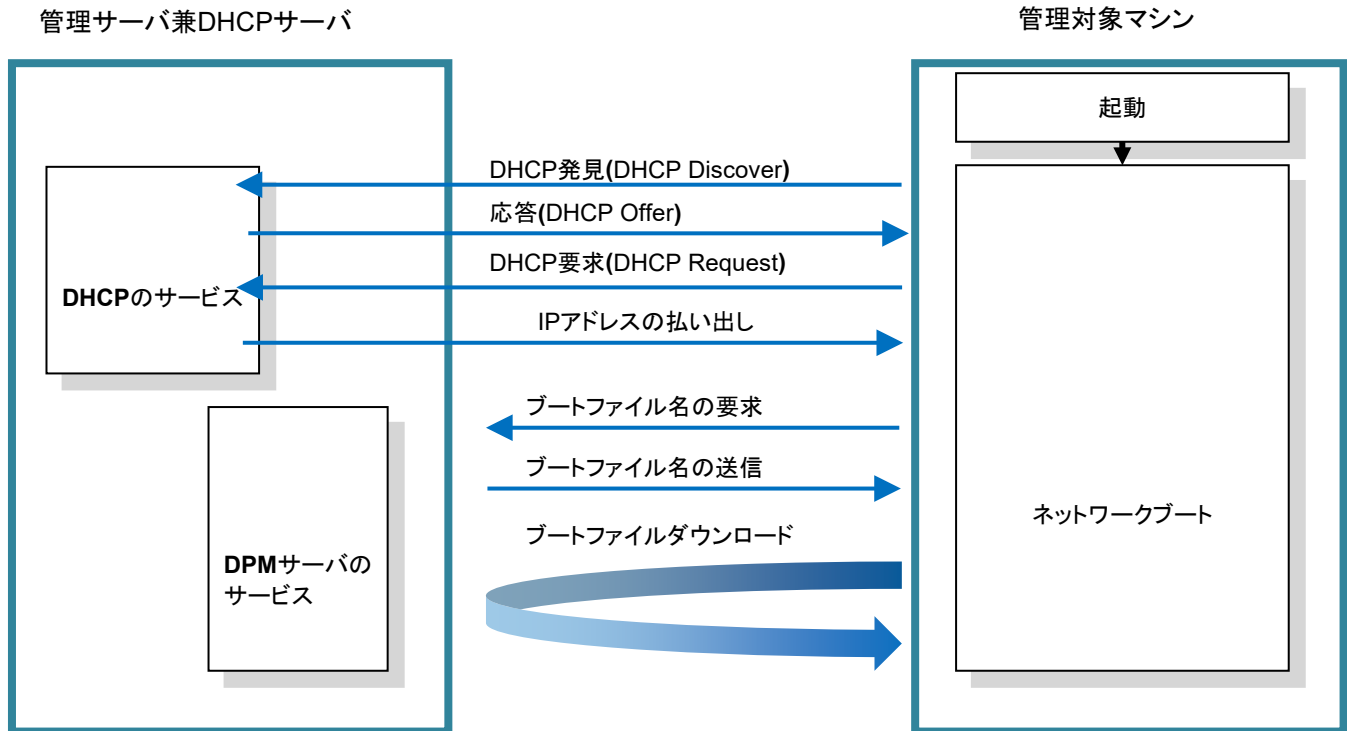 管理サーバ兼DHCPサーバ
管理対象マシン
起動
DHCP発見(DHCP Discover)
応答(DHCP Offer)
DHCP要求(DHCP Request)
DHCPのサービス
IPアドレスの払い出し
ブートファイル名の要求
ブートファイル名の送信
ネットワークブート
ブートファイルダウンロード
DPMサーバの
サービス